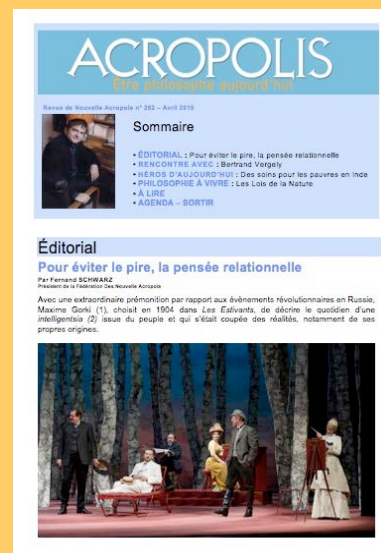 ACROPOLIS
Être philosophe aujourd'hui
Revue de Nouvelle Acropole n° 262 – Avril 2019
Sommaire
• ÉDITORIAL : Pour éviter le pire, la pensée relationnelle
• RENCONTRE AVEC : Bertrand Vergely
• HÉROS D'AUJOURD'HUI : Des soins pour les pauvres en Inde
• PHILOSOPHIE À VIVRE : Les Lois de la Nature
• À LIRE
• AGENDA – SORTIR
Éditorial
Pour éviter le pire, la pensée relationnelle
Par Fernand SCHWARZ
Président de la Fédération Des Nouvelle Acropole
Avec une extraordinaire prémonition par rapport aux évènements révolutionnaires en Russie,
Maxime Gorki (1), choisit en 1904 dans Les Estivants, de décrire le quotidien d'une
intelligentsia (2) issue du peuple et qui s'était coupée des réalités, notamment de ses
propres origines.